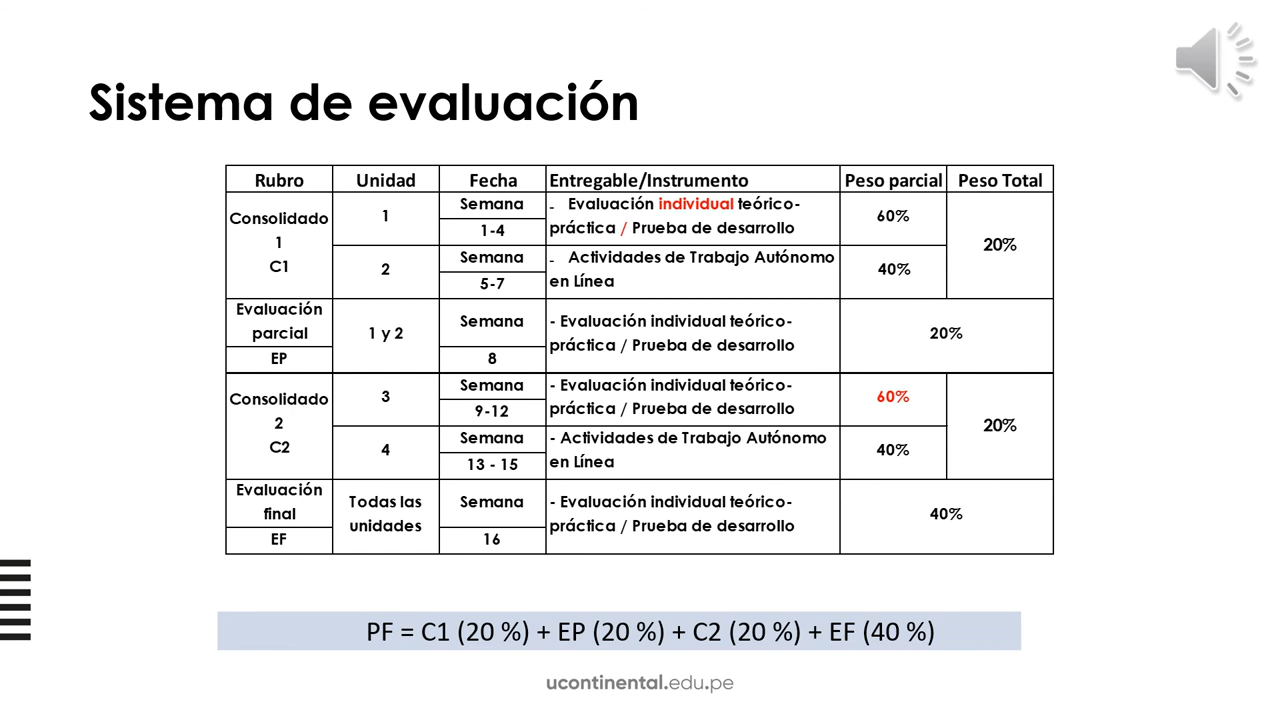 Sistema de evaluación
Rubro Unidad Fecha Entregable/Instrumento Peso parcial Peso Total
Consolidado
1
C1
1
Semana
1-4
- Evaluación individual teórico-
práctica / Prueba de desarrollo
60%
20%
2
Semana
5-7
- Actividades de Trabajo Autónomo
en Línea
40%
Evaluación
parcial
EP
1 y 2
Semana
8
- Evaluación individual teórico-
práctica / Prueba de desarrollo
20%
Consolidado
2
C2
3
Semana
9-12
- Evaluación individual teórico-
práctica / Prueba de desarrollo
60%
20%
4
Semana
13 - 15
- Actividades de Trabajo Autónomo
en Línea
40%
Evaluación
final
EF
Todas las
unidades
Semana
16
- Evaluación individual teórico-
práctica / Prueba de desarrollo
40%
PF = C1 (20 %) + EP (20 %) + C2 (20 %) + EF (40 %)
ucontinental.edu.pe